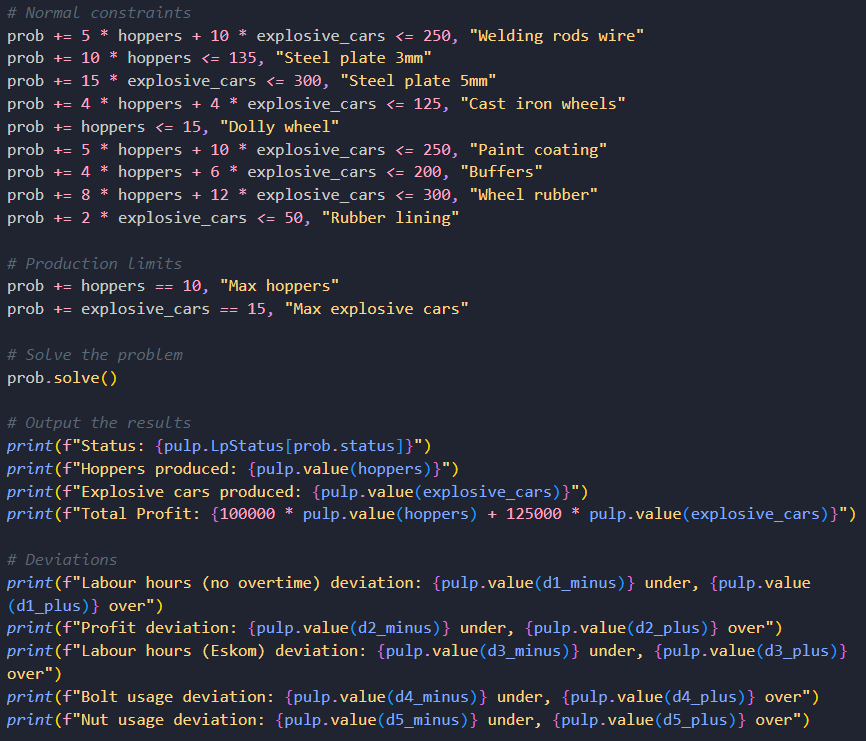 # Normal constraints
prob += 5 * hoppers + 10 * explosive_cars <= 250, "Welding rods wire"
prob += 10 * hoppers <= 135, "Steel plate 3mm"
prob += 15 * explosive_cars <= 300, "Steel plate 5mm"
prob += 4 * hoppers + 4 * explosive_cars <= 125, "Cast iron wheels"
prob += hoppers <= 15, "Dolly wheel"
prob += 5 * hoppers + 10 * explosive_cars <= 250, "Paint coating"
prob += 4 * hoppers + 6 * explosive_cars <= 200, "Buffers"
prob += 8 * hoppers + 12 * explosive_cars <= 300, "Wheel rubber"
prob += 2 * explosive_cars <= 50, "Rubber lining"
# Production limits
prob += hoppers == 10, "Max hoppers"
prob += explosive_cars == 15, "Max explosive cars"
# Solve the problem
prob.solve()
# Output the results
print(f"Status: {pulp.LpStatus[prob.status]}")
print(f"Hoppers produced: {pulp.value(hoppers)}")
print(f"Explosive cars produced: {pulp.value(explosive_cars)}")
print(f"Total Profit: {100000 * pulp.value(hoppers) + 125000 * pulp.value(explosive_cars)}")
# Deviations
print(f"Labour hours (no overtime) deviation: {pulp.value(d1_minus)} under, {pulp.value
(d1_plus)} over")
print(f"Profit deviation: {pulp.value(d2_minus)} under, {pulp.value(d2_plus)} over")
print(f"Labour hours (Eskom) deviation: {pulp.value(d3_minus)} under, {pulp.value(d3_plus)}
over")
print(f"Bolt usage deviation: {pulp.value(d4_minus)} under, {pulp.value(d4_plus)} over")
print(f"Nut usage deviation: {pulp.value(d5_minus)} under, {pulp.value(d5_plus)} over")